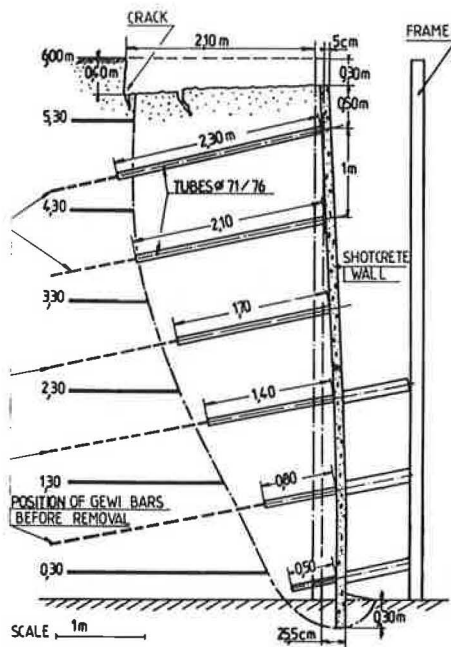 CRACK
2,10m
5cm
FRAME
6,00m
0,40m
0,30m
0,50m
5,30
2,30m
1m
TUBES Ø 71/76
4,30
2,10
SHOTCRETE
WALL
3,30
1,70
2,30
1,40
1,30
0,80
POSITION OF GEWI BARS
BEFORE REMOVAL
0,30
0,50
SCALE 1m
0,30m
25,5cm